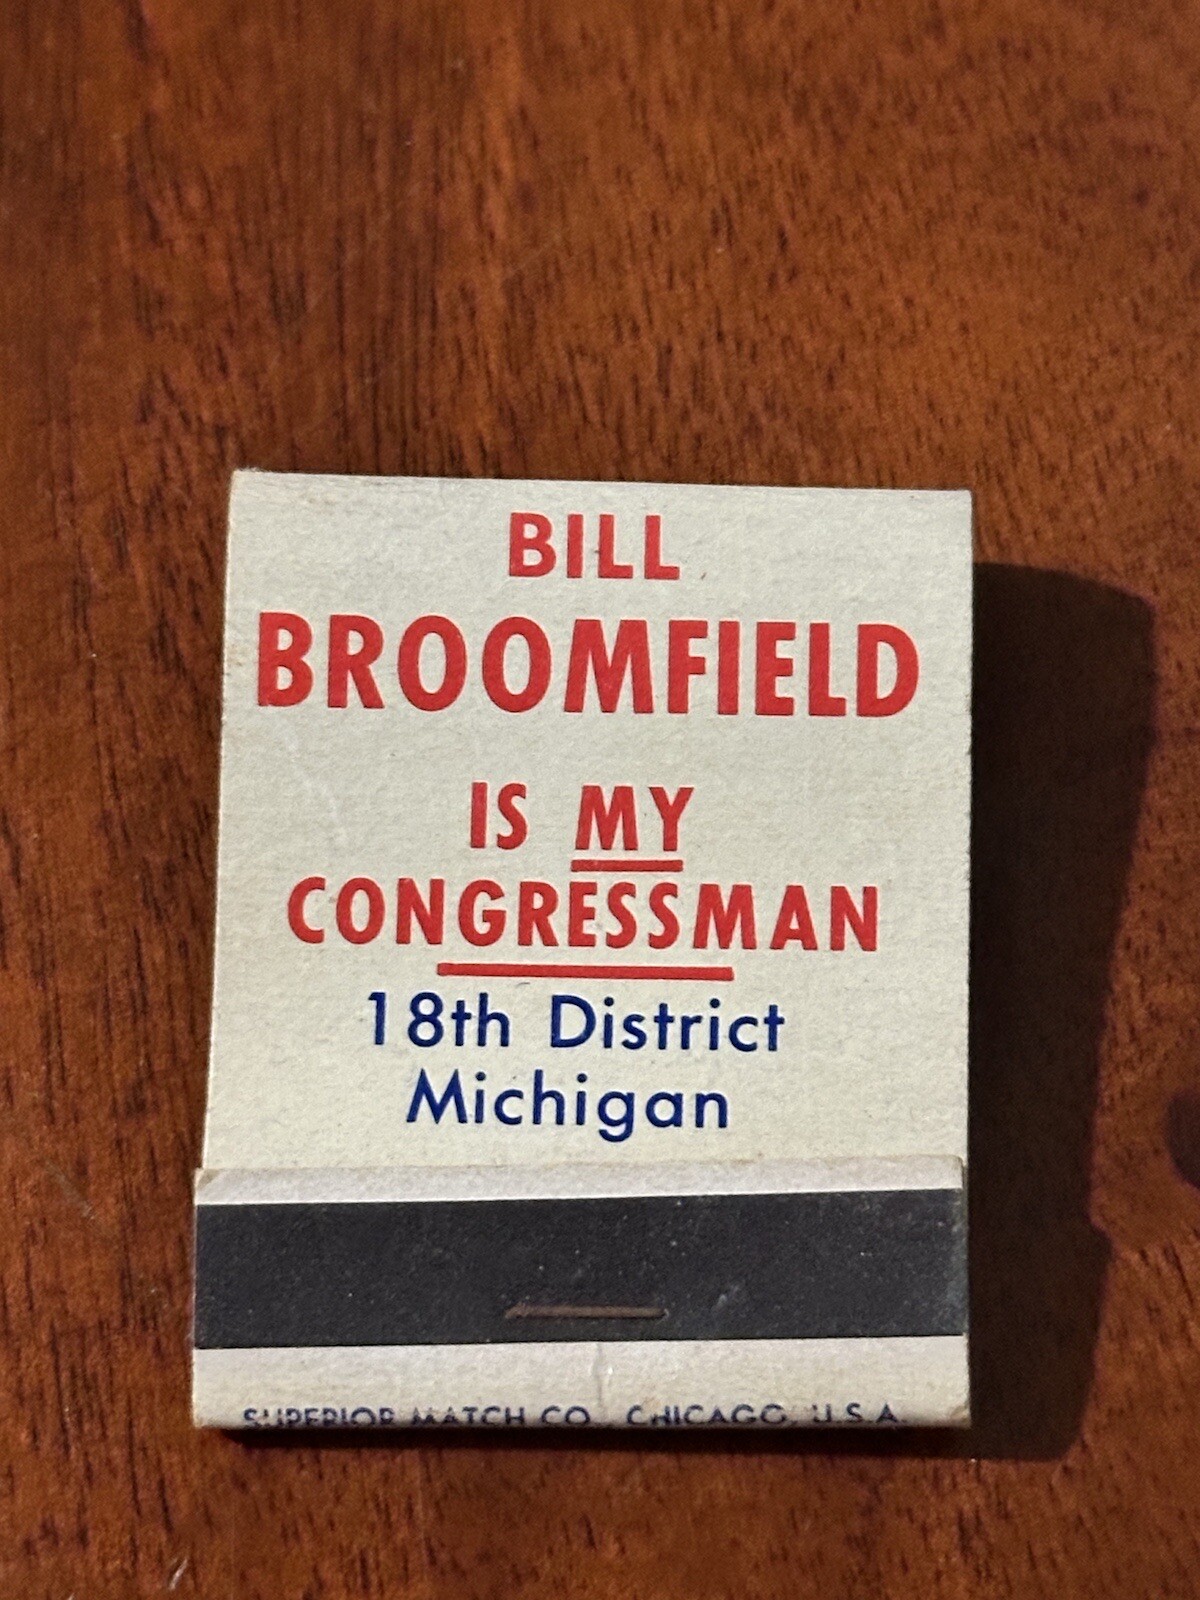 BILL
BROOMFIELD
IS MY
CONGRESSMAN
18th District
Michigan
SUPERIOR MATCH CO., CHICAGO, U.S.A.